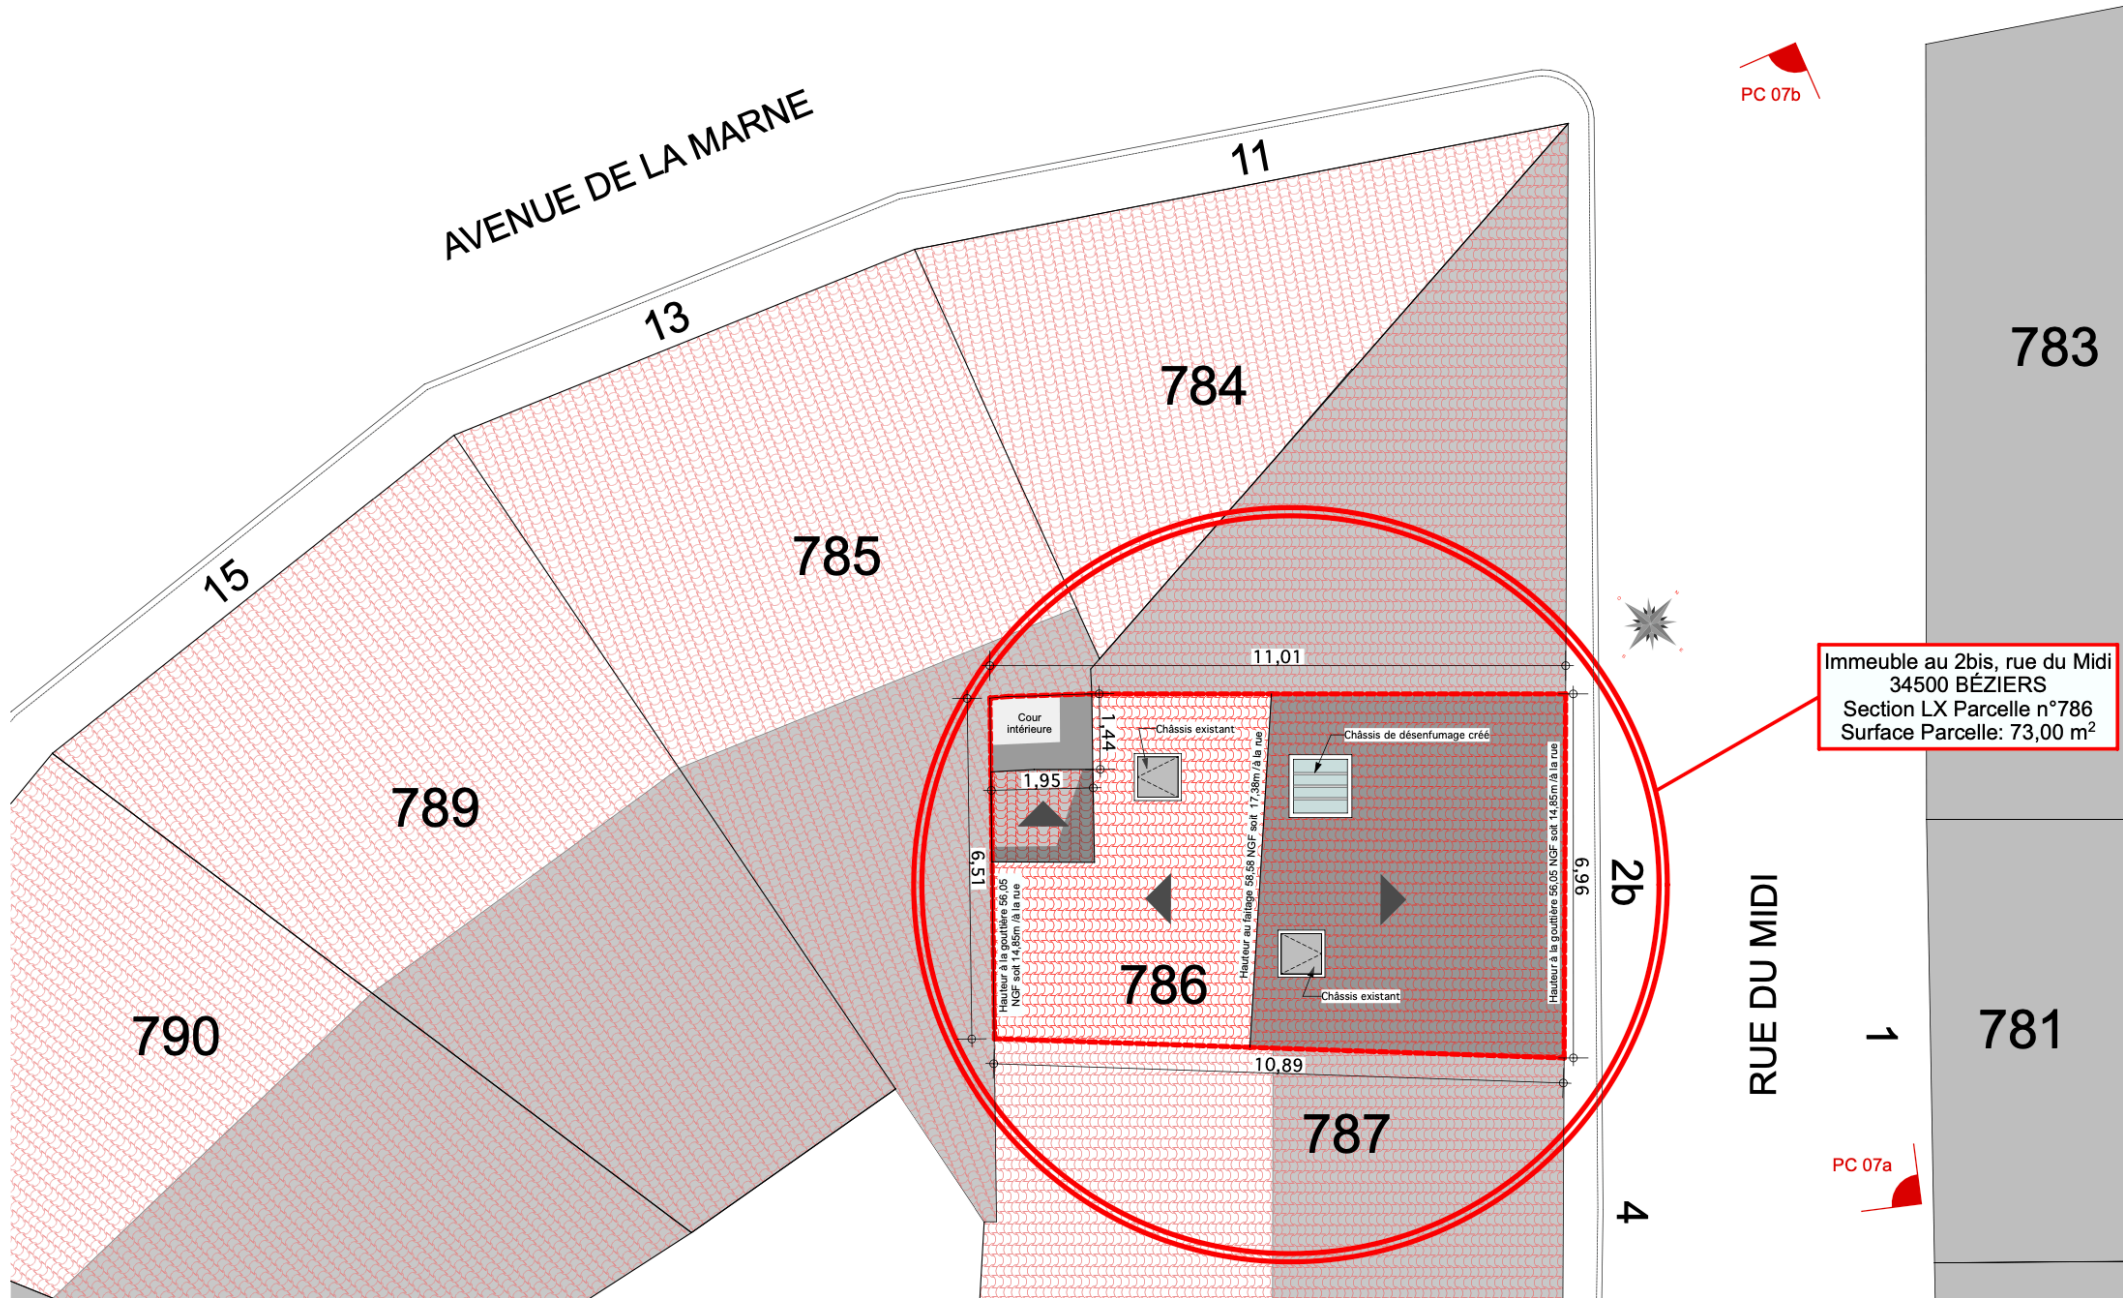 AVENUE DE LA MARNE
11
13
15
PC 07b
783
784
785
789
790
11,01
Cour
intérieure
1,44
Châssis existant
Châssis de désenfumage créé
1,95
6,51
Hauteur à la gouttière 56,05
NGF soit 14,85m /à la rue
Hauteur au faîtage 58,58 NGF soit 17,38m /à la rue
Hauteur à la gouttière 56,05 NGF soit 14,85m /à la rue
6,96
2b
786
Châssis existant
10,89
787
RUE DU MIDI
Immeuble au 2bis, rue du Midi
34500 BÉZIERS
Section LX Parcelle n°786
Surface Parcelle: 73,00 m²
1
781
PC 07a
4